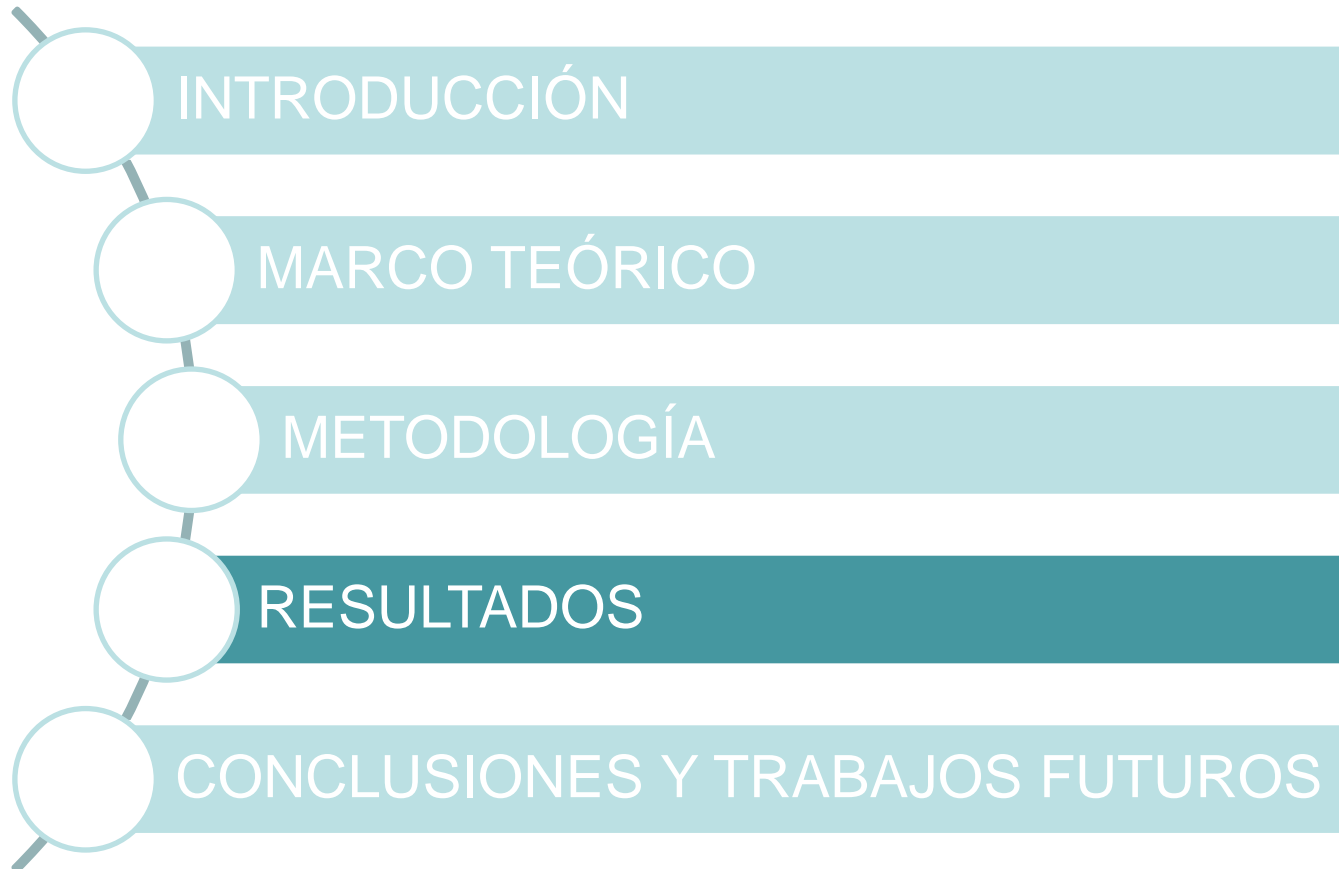 INTRODUCCIÓN
MARCO TEÓRICO
METODOLOGÍA
RESULTADOS
CONCLUSIONES Y TRABAJOS FUTUROS